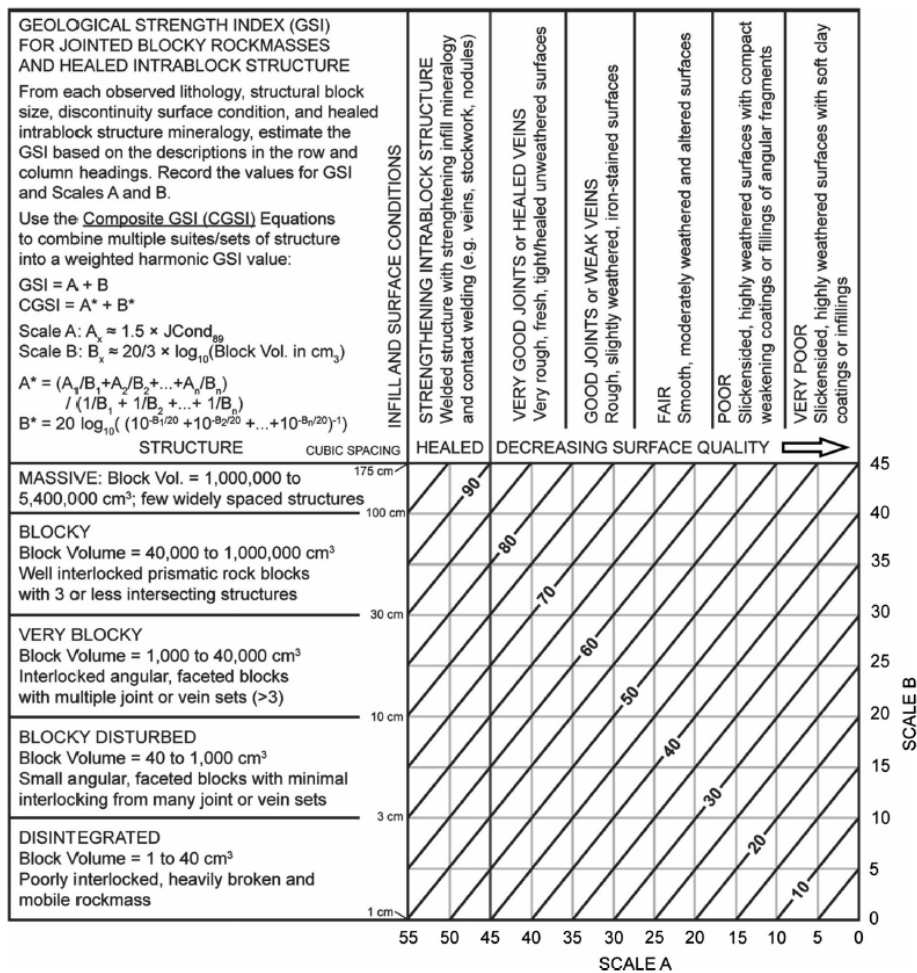 GEOLOGICAL STRENGTH INDEX (GSI)
FOR JOINTED BLOCKY ROCKMASSES
AND HEALED INTRABLOCK STRUCTURE
From each observed lithology, structural block
size, discontinuity surface condition, and healed
intrablock structure mineralogy, estimate the
GSI based on the descriptions in the row and
column headings. Record the values for GSI
and Scales A and B.
Use the Composite GSI (CGSI) Equations
to combine multiple suites/sets of structure
into a weighted harmonic GSI value:
GSI = A + B
CGSI = A* + B*
Scale A: Aₓ ≈ 1.5 × JCond₈₉
Scale B: Bₓ ≈ 20/3 × log₁₀(Block Vol. in cm₃)
A* = (A₁/B₁+A₂/B₂+...+Aₙ/Bₙ)
/ (1/B₁ + 1/B₂ +...+ 1/Bₙ)
B* = 20 log₁₀( (10^-B₁/20 +10^-B₂/20 +...+10^-Bₙ/20)^-1)
STRUCTURE
CUBIC SPACING
INFILL AND SURFACE CONDITIONS
STRENGTHENING INTRABLOCK STRUCTURE
Welded structure with strenghtening infill mineralogy
and contact welding (e.g. veins, stockwork, nodules)
VERY GOOD JOINTS OR HEALED VEINS
Very rough, fresh, tight/healed unweathered surfaces
GOOD JOINTS or WEAK VEINS
Rough, slightly weathered, iron-stained surfaces
FAIR
Smooth, moderately weathered and altered surfaces
POOR
Slickensided, highly weathered surfaces with compact
weakening coatings or fillings of angular fragments
VERY POOR
Slickensided, highly weathered surfaces with soft clay
coatings or infillings
HEALED
DECREASING SURFACE QUALITY
MASSIVE: Block Vol. = 1,000,000 to
5,400,000 cm³; few widely spaced structures
BLOCKY
Block Volume = 40,000 to 1,000,000 cm³
Well interlocked prismatic rock blocks
with 3 or less intersecting structures
VERY BLOCKY
Block Volume = 1,000 to 40,000 cm³
Interlocked angular, faceted blocks
with multiple joint or vein sets (>3)
BLOCKY DISTURBED
Block Volume = 40 to 1,000 cm³
Small angular, faceted blocks with minimal
interlocking from many joint or vein sets
DISINTEGRATED
Block Volume = 1 to 40 cm³
Poorly interlocked, heavily broken and
mobile rockmass
175 cm
100 cm
30 cm
10 cm
3 cm
1 cm
90
80
70
60
50
40
30
20
10
45
40
35
30
25
20
15
10
5
0
SCALE B
55 50 45 40 35 30 25 20 15 10 5 0
SCALE A